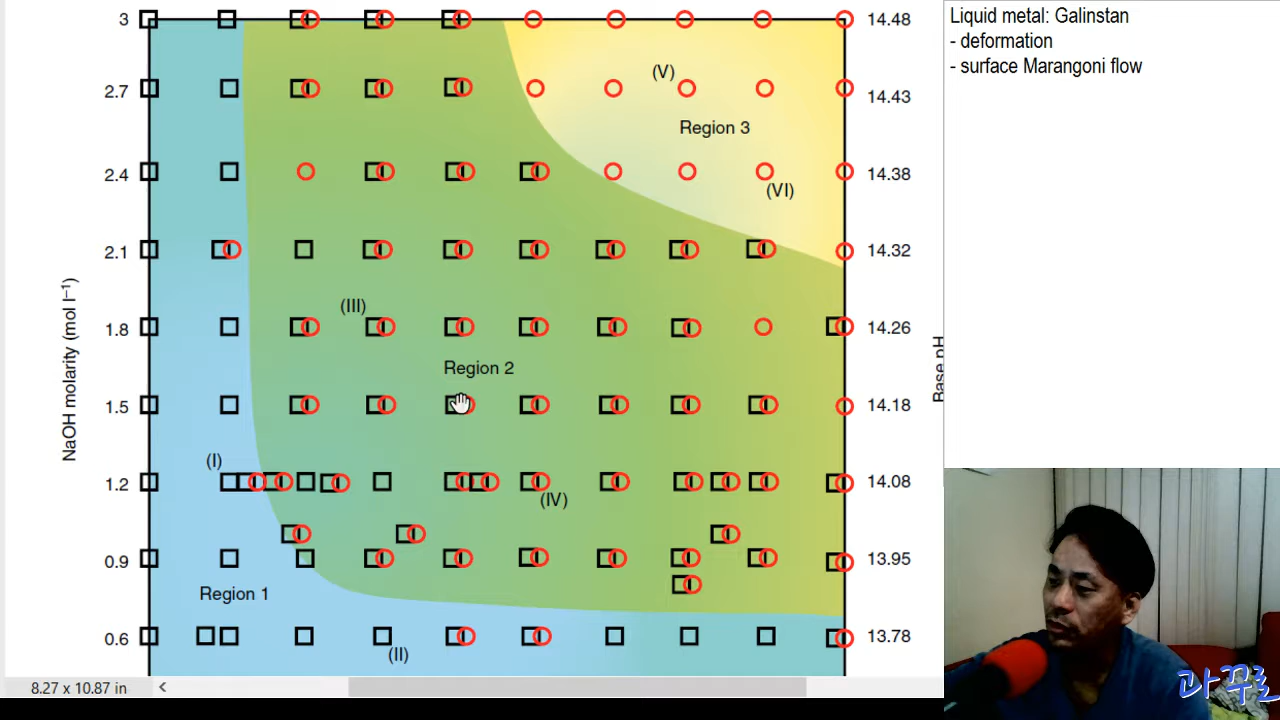 3
14.48
Liquid metal: Galinstan
- deformation
- surface Marangoni flow
(V)
2.7
14.43
Region 3
2.4
14.38
(VI)
2.1
14.32
(III)
1.8
14.26
NaOH molarity (mol l⁻¹)
Base pH
Region 2
1.5
14.18
(I)
1.2
14.08
(IV)
0.9
13.95
Region 1
0.6
13.78
(II)
8.27 x 10.87 in
과꾸로